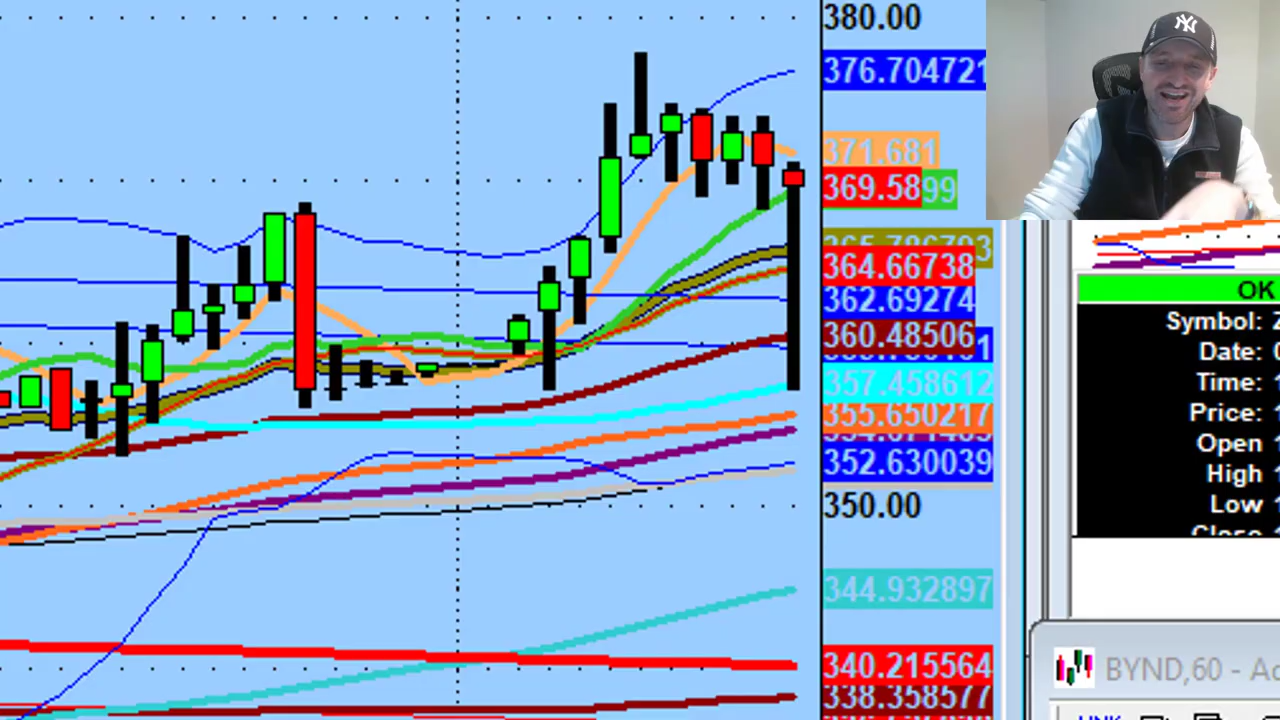 380.00
376.704721
371.681
369.5899
364.66738
362.69274
360.48506
357.458612
355.650217
352.630039
350.00
344.932897
340.215564
338.358577
OK
Symbol:
Date:
Time:
Price:
Open
High
Low
Close
BYND,60 - Ad